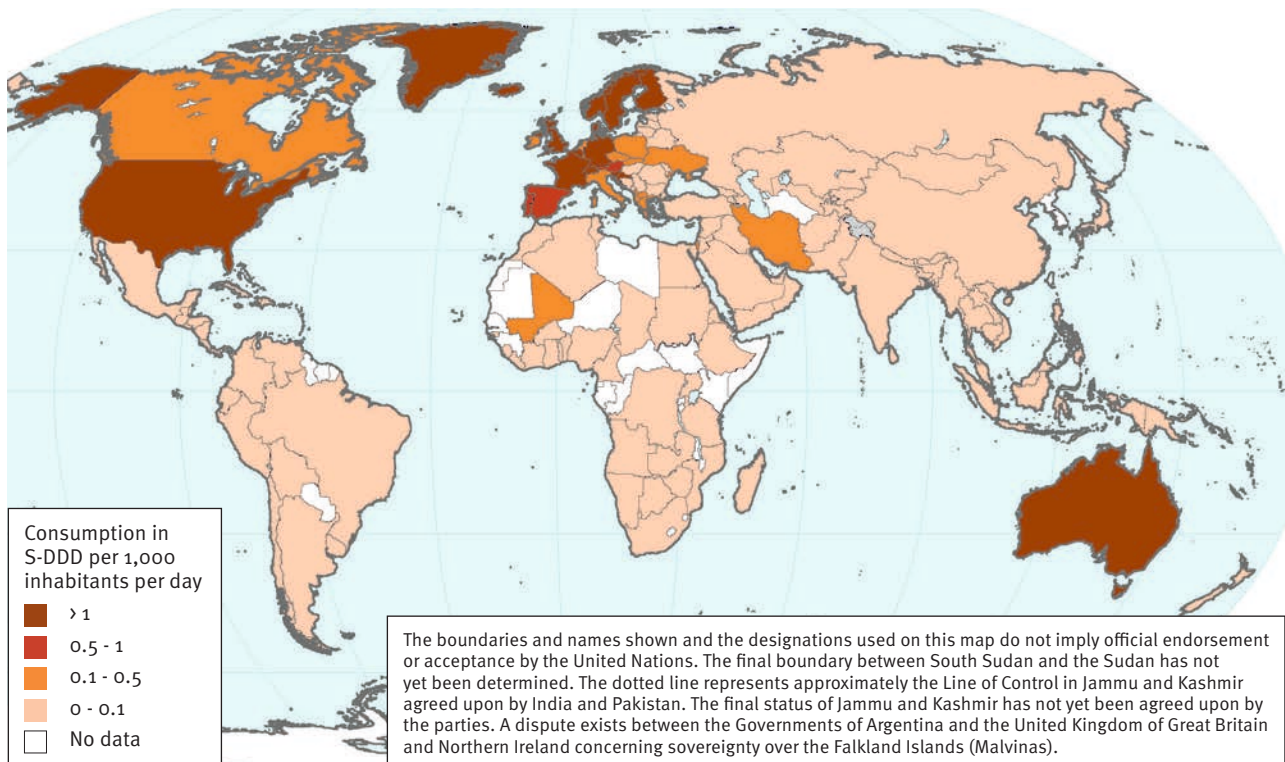 Consumption in
S-DDD per 1,000
inhabitants per day
> 1
0.5 - 1
0.1 - 0.5
0 - 0.1
No data
The boundaries and names shown and the designations used on this map do not imply official endorsement
or acceptance by the United Nations. The final boundary between South Sudan and the Sudan has not
yet been determined. The dotted line represents approximately the Line of Control in Jammu and Kashmir
agreed upon by India and Pakistan. The final status of Jammu and Kashmir has not yet been agreed upon by
the parties. A dispute exists between the Governments of Argentina and the United Kingdom of Great Britain
and Northern Ireland concerning sovereignty over the Falkland Islands (Malvinas).